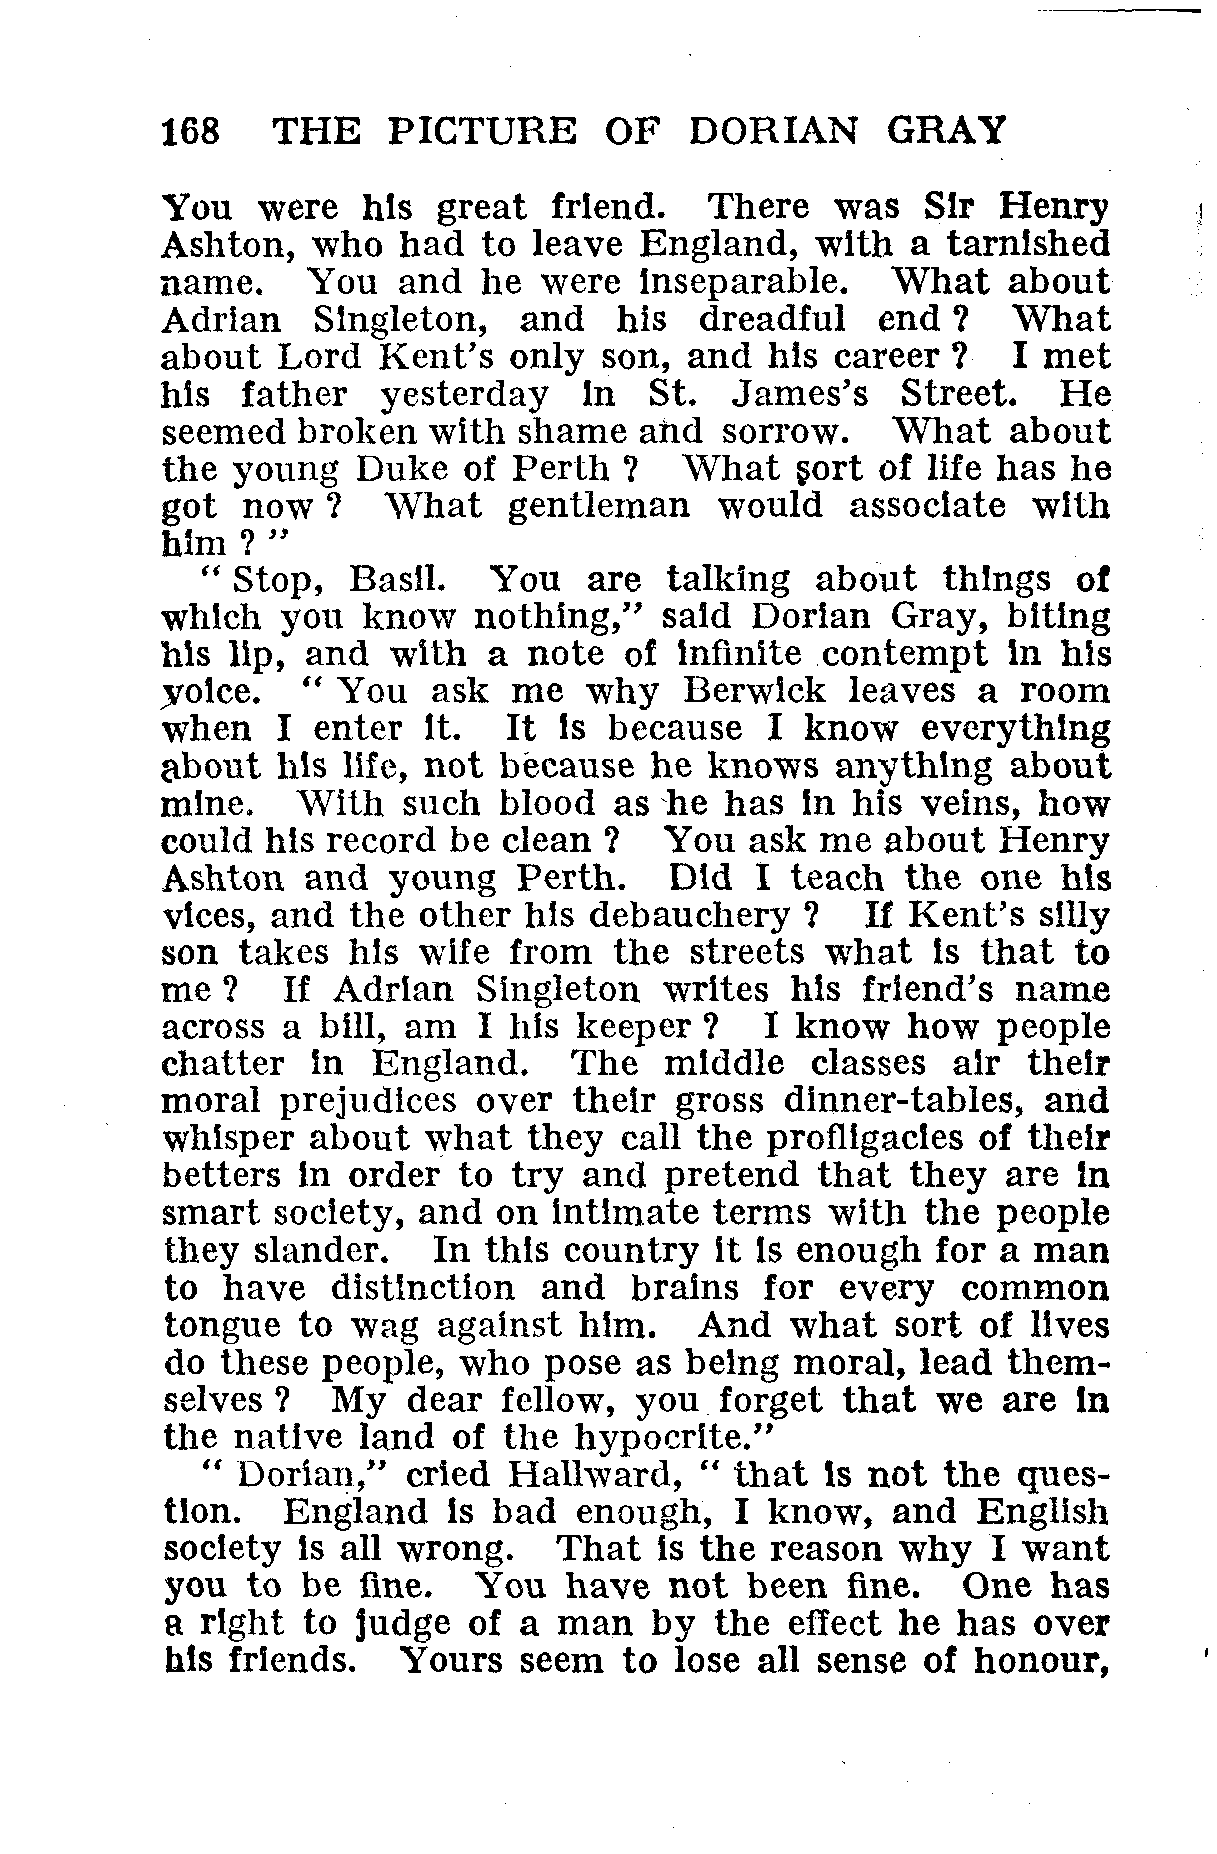 168 THE PICTURE OF DORIAN GRAY
You were his great friend. There was Sir Henry
Ashton, who had to leave England, with a tarnished
name. You and he were inseparable. What about
Adrian Singleton, and his dreadful end ? What
about Lord Kent's only son, and his career ? I met
his father yesterday in St. James's Street. He
seemed broken with shame and sorrow. What about
the young Duke of Perth ? What sort of life has he
got now ? What gentleman would associate with
him ? "
" Stop, Basil. You are talking about things of
which you know nothing," said Dorian Gray, biting
his lip, and with a note of infinite contempt in his
voice. " You ask me why Berwick leaves a room
when I enter it. It is because I know everything
about his life, not because he knows anything about
mine. With such blood as he has in his veins, how
could his record be clean ? You ask me about Henry
Ashton and young Perth. Did I teach the one his
vices, and the other his debauchery ? If Kent's silly
son takes his wife from the streets what is that to
me ? If Adrian Singleton writes his friend's name
across a bill, am I his keeper ? I know how people
chatter in England. The middle classes air their
moral prejudices over their gross dinner-tables, and
whisper about what they call the profligacies of their
betters in order to try and pretend that they are in
smart society, and on intimate terms with the people
they slander. In this country it is enough for a man
to have distinction and brains for every common
tongue to wag against him. And what sort of lives
do these people, who pose as being moral, lead them-
selves ? My dear fellow, you forget that we are in
the native land of the hypocrite."
" Dorian," cried Hallward, " that is not the ques-
tion. England is bad enough, I know, and English
society is all wrong. That is the reason why I want
you to be fine. You have not been fine. One has
a right to judge of a man by the effect he has over
his friends. Yours seem to lose all sense of honour,